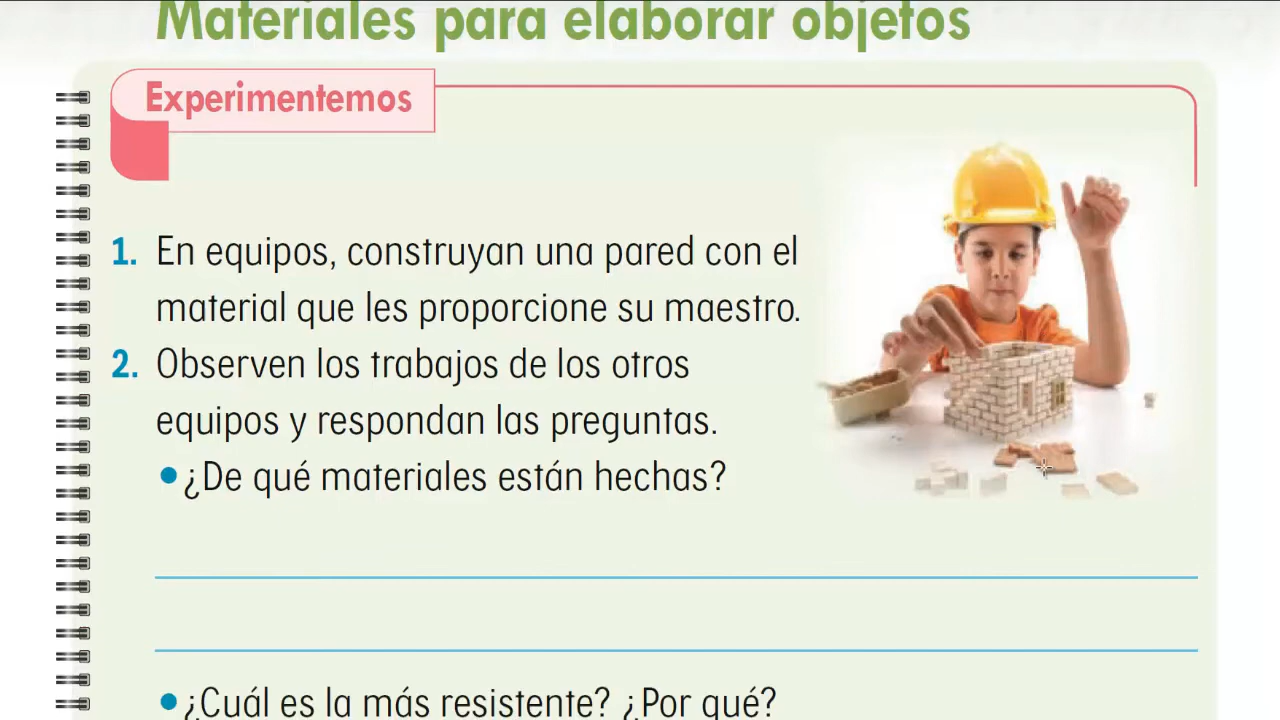 Materiales para elaborar objetos
Experimentemos
1. En equipos, construyan una pared con el
material que les proporcione su maestro.
2. Observen los trabajos de los otros
equipos y respondan las preguntas.
• ¿De qué materiales están hechas?
• ¿Cuál es la más resistente? ¿Por qué?